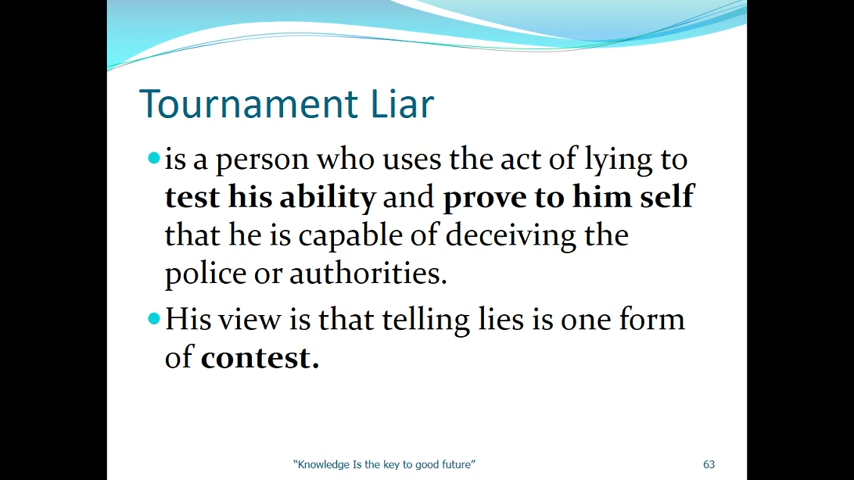 Tournament Liar
is a person who uses the act of lying to
test his ability and prove to him self
that he is capable of deceiving the
police or authorities.
His view is that telling lies is one form
of contest.
“Knowledge Is the key to good future”
63